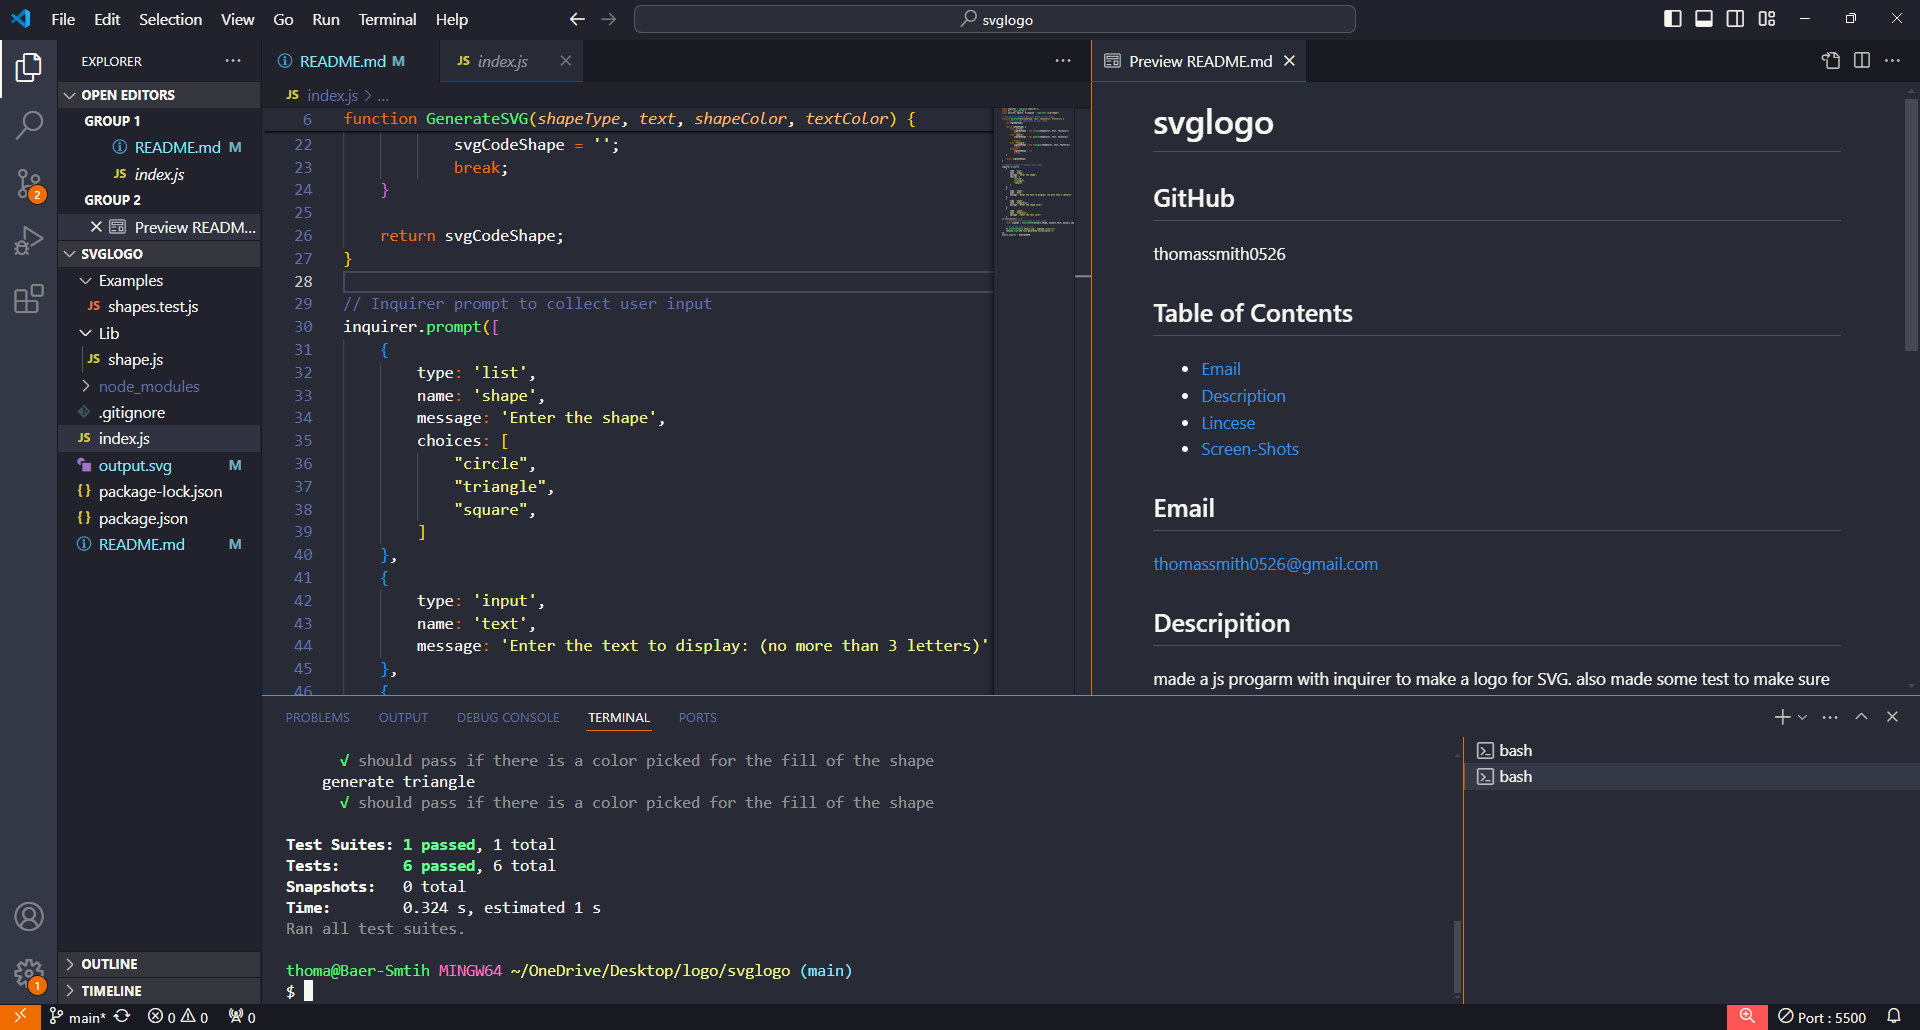 File Edit Selection View Go Run Terminal Help
svglogo
EXPLORER
OPEN EDITORS
GROUP 1
README.md M
index.js
GROUP 2
Preview READM...
SVGLOGO
Examples
JS shapes.test.js
Lib
JS shape.js
node_modules
.gitignore
JS index.js
output.svg M
package-lock.json
package.json
README.md M
OUTLINE
TIMELINE
README.md M
JS index.js
JS index.js > ...
6 function GenerateSVG(shapeType, text, shapeColor, textColor) {
22 svgCodeShape = '';
23 break;
24 }
25
26 return svgCodeShape;
27 }
28
29 // Inquirer prompt to collect user input
30 inquirer.prompt([
31 {
32 type: 'list',
33 name: 'shape',
34 message: 'Enter the shape',
35 choices: [
36 "circle",
37 "triangle",
38 "square",
39 ]
40 },
41 {
42 type: 'input',
43 name: 'text',
44 message: 'Enter the text to display: (no more than 3 letters)'
45 },
46 {
Preview README.md
svglogo
GitHub
thomassmith0526
Table of Contents
• Email
• Description
• Lincese
• Screen-Shots
Email
thomassmith0526@gmail.com
Descripition
made a js progarm with inquirer to make a logo for SVG. also made some test to make sure
PROBLEMS OUTPUT DEBUG CONSOLE TERMINAL PORTS
√ should pass if there is a color picked for the fill of the shape
generate triangle
√ should pass if there is a color picked for the fill of the shape
Test Suites: 1 passed, 1 total
Tests: 6 passed, 6 total
Snapshots: 0 total
Time: 0.324 s, estimated 1 s
Ran all test suites.
thoma@Baer-Smtih MINGW64 ~/OneDrive/Desktop/logo/svglogo (main)
$
bash
bash
2
1
main* 0 0 0
Port : 5500